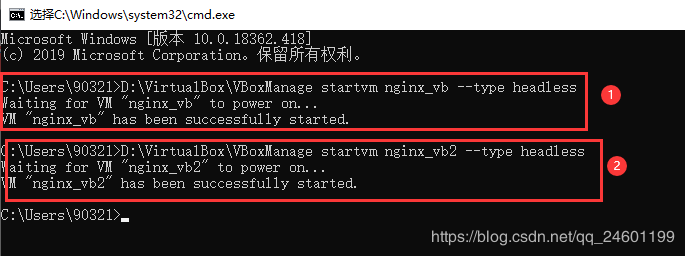 选择C:\Windows\system32\cmd.exe
Microsoft Windows [版本 10.0.18362.418]
(c) 2019 Microsoft Corporation。保留所有权利。
C:\Users\90321>D:\VirtualBox\VBoxManage startvm nginx_vb --type headless
1
Waiting for VM "nginx_vb" to power on...
VM "nginx_vb" has been successfully started.
C:\Users\90321>D:\VirtualBox\VBoxManage startvm nginx_vb2 --type headless
2
Waiting for VM "nginx_vb2" to power on...
VM "nginx_vb2" has been successfully started.
C:\Users\90321>
https://blog.csdn.net/qq_24601199